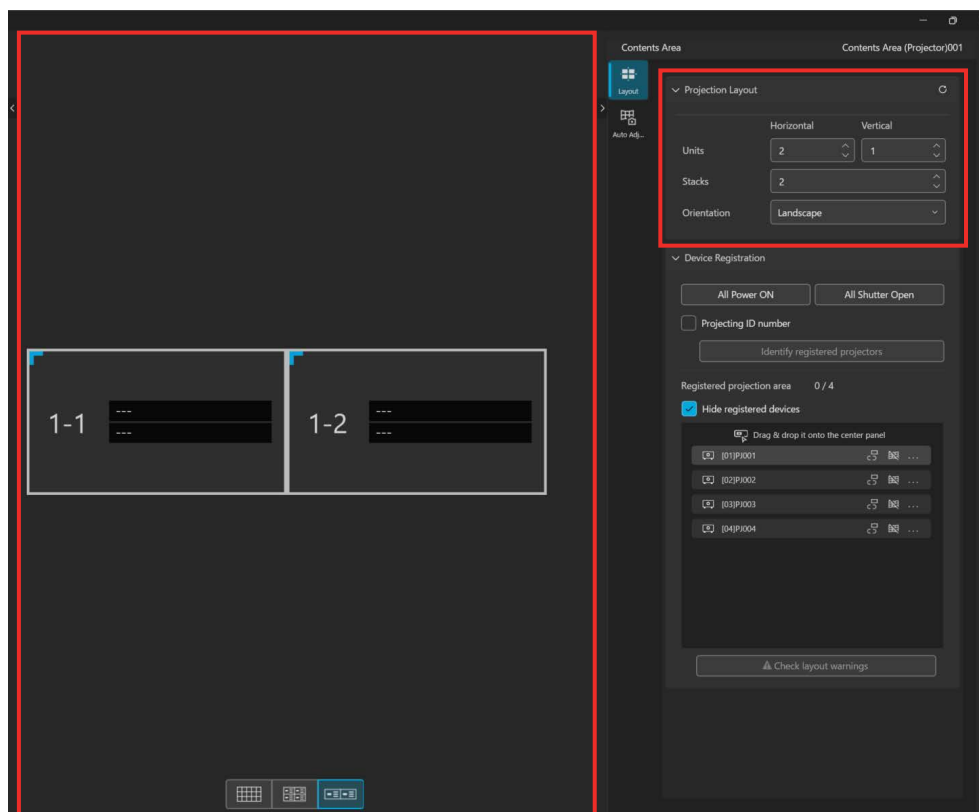 Contents Area Contents Area (Projector)001
Layout
Auto Adj...
Projection Layout
Horizontal Vertical
Units 2 1
Stacks 2
Orientation Landscape
Device Registration
All Power ON All Shutter Open
Projecting ID number
Identify registered projectors
Registered projection area 0 / 4
Hide registered devices
Drag & drop it onto the center panel
[01]PJ001 ...
[02]PJ002 ...
[03]PJ003 ...
[04]PJ004 ...
Check layout warnings
1-1 --- ---
1-2 --- ---